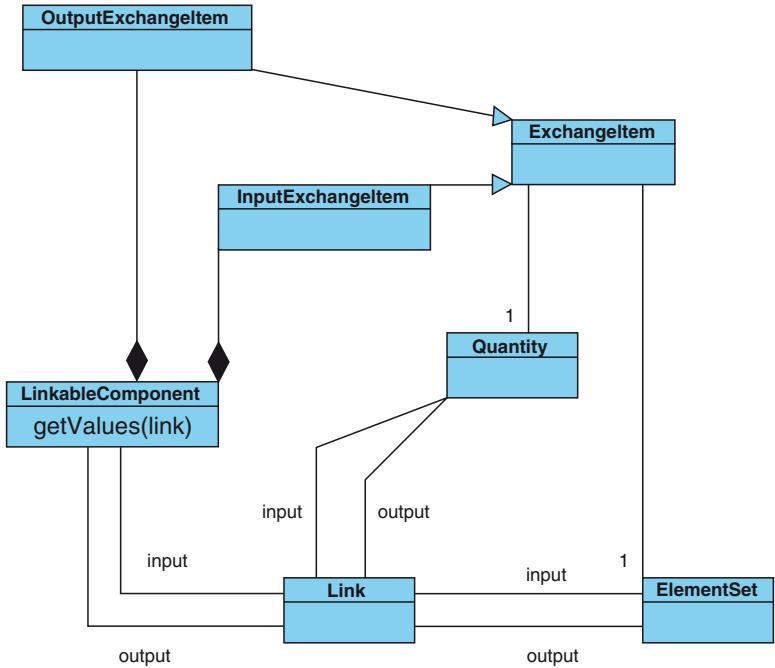 OutputExchangeItem
ExchangeItem
InputExchangeItem
1
Quantity
LinkableComponent
getValues(link)
input
output
input
input
1
Link
ElementSet
output
output